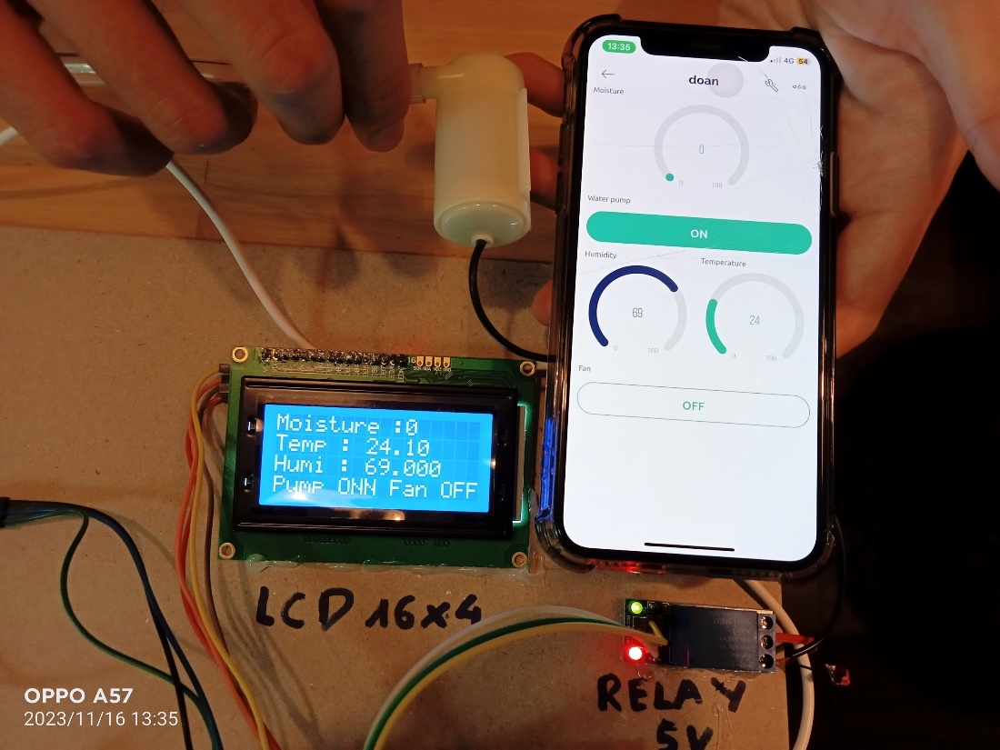 13:35
4G 54
doan
Moisture
0
0 100
Water pump
ON
Humidity
Temperature
69
24
0 100
0 100
Fan
OFF
16
SDA
Moisture :0
Temp : 24.10
Humi : 69.000
Pump ONN Fan OFF
LCD 16x4
RELAY
5V
OPPO A57
2023/11/16 13:35